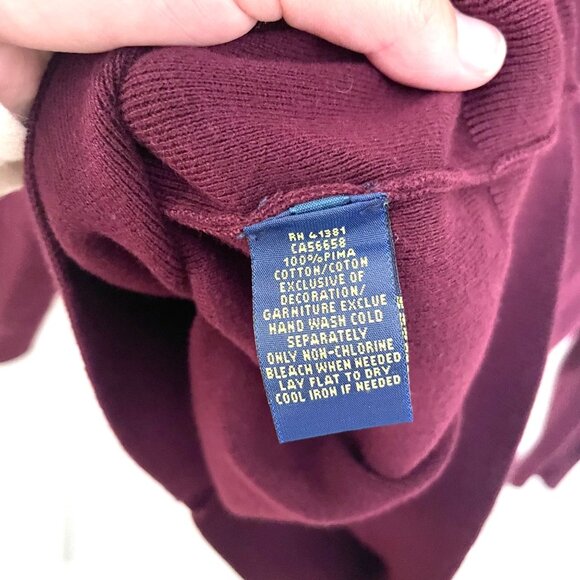 RN 41381
CA56658
100% PIMA
COTTON/COTON
EXCLUSIVE OF
DECORATION/
GARNITURE EXCLUE
HAND WASH COLD
SEPARATELY
ONLY NON-CHLORINE
BLEACH WHEN NEEDED
LAY FLAT TO DRY
COOL IRON IF NEEDED